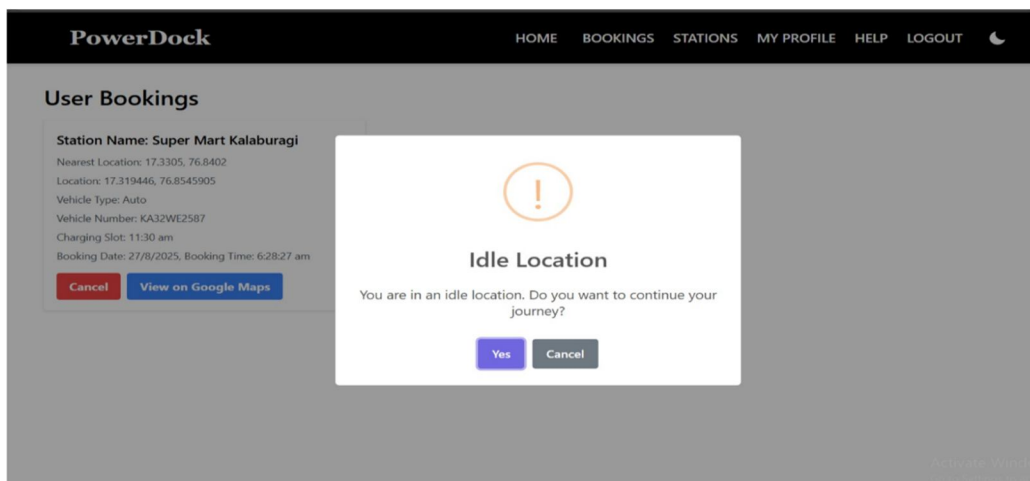 PowerDock
HOME BOOKINGS STATIONS MY PROFILE HELP LOGOUT
User Bookings
Station Name: Super Mart Kalaburagi
Nearest Location: 17.3305, 76.8402
Location: 17.319446, 76.8545905
Vehicle Type: Auto
Vehicle Number: KA32WE2587
Charging Slot: 11:30 am
Booking Date: 27/8/2025, Booking Time: 6:28:27 am
Cancel View on Google Maps
!
Idle Location
You are in an idle location. Do you want to continue your
journey?
Yes Cancel
Activate Wind